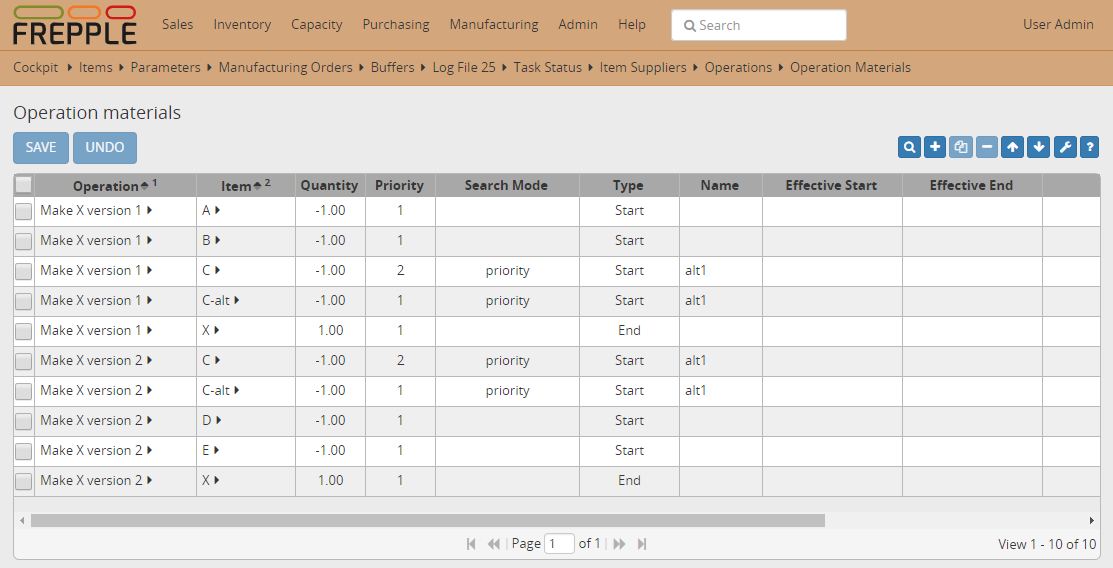 FREPPLE Sales Inventory Capacity Purchasing Manufacturing Admin Help Search User Admin
Cockpit Items Parameters Manufacturing Orders Buffers Log File 25 Task Status Item Suppliers Operations Operation Materials
Operation materials
SAVE UNDO ?
Operation 1 Item 2 Quantity Priority Search Mode Type Name Effective Start Effective End
Make X version 1 A -1.00 1 Start
Make X version 1 B -1.00 1 Start
Make X version 1 C -1.00 2 priority Start alt1
Make X version 1 C-alt -1.00 1 priority Start alt1
Make X version 1 X 1.00 1 End
Make X version 2 C -1.00 2 priority Start alt1
Make X version 2 C-alt -1.00 1 priority Start alt1
Make X version 2 D -1.00 1 Start
Make X version 2 E -1.00 1 Start
Make X version 2 X 1.00 1 End
Page 1 of 1 View 1 - 10 of 10